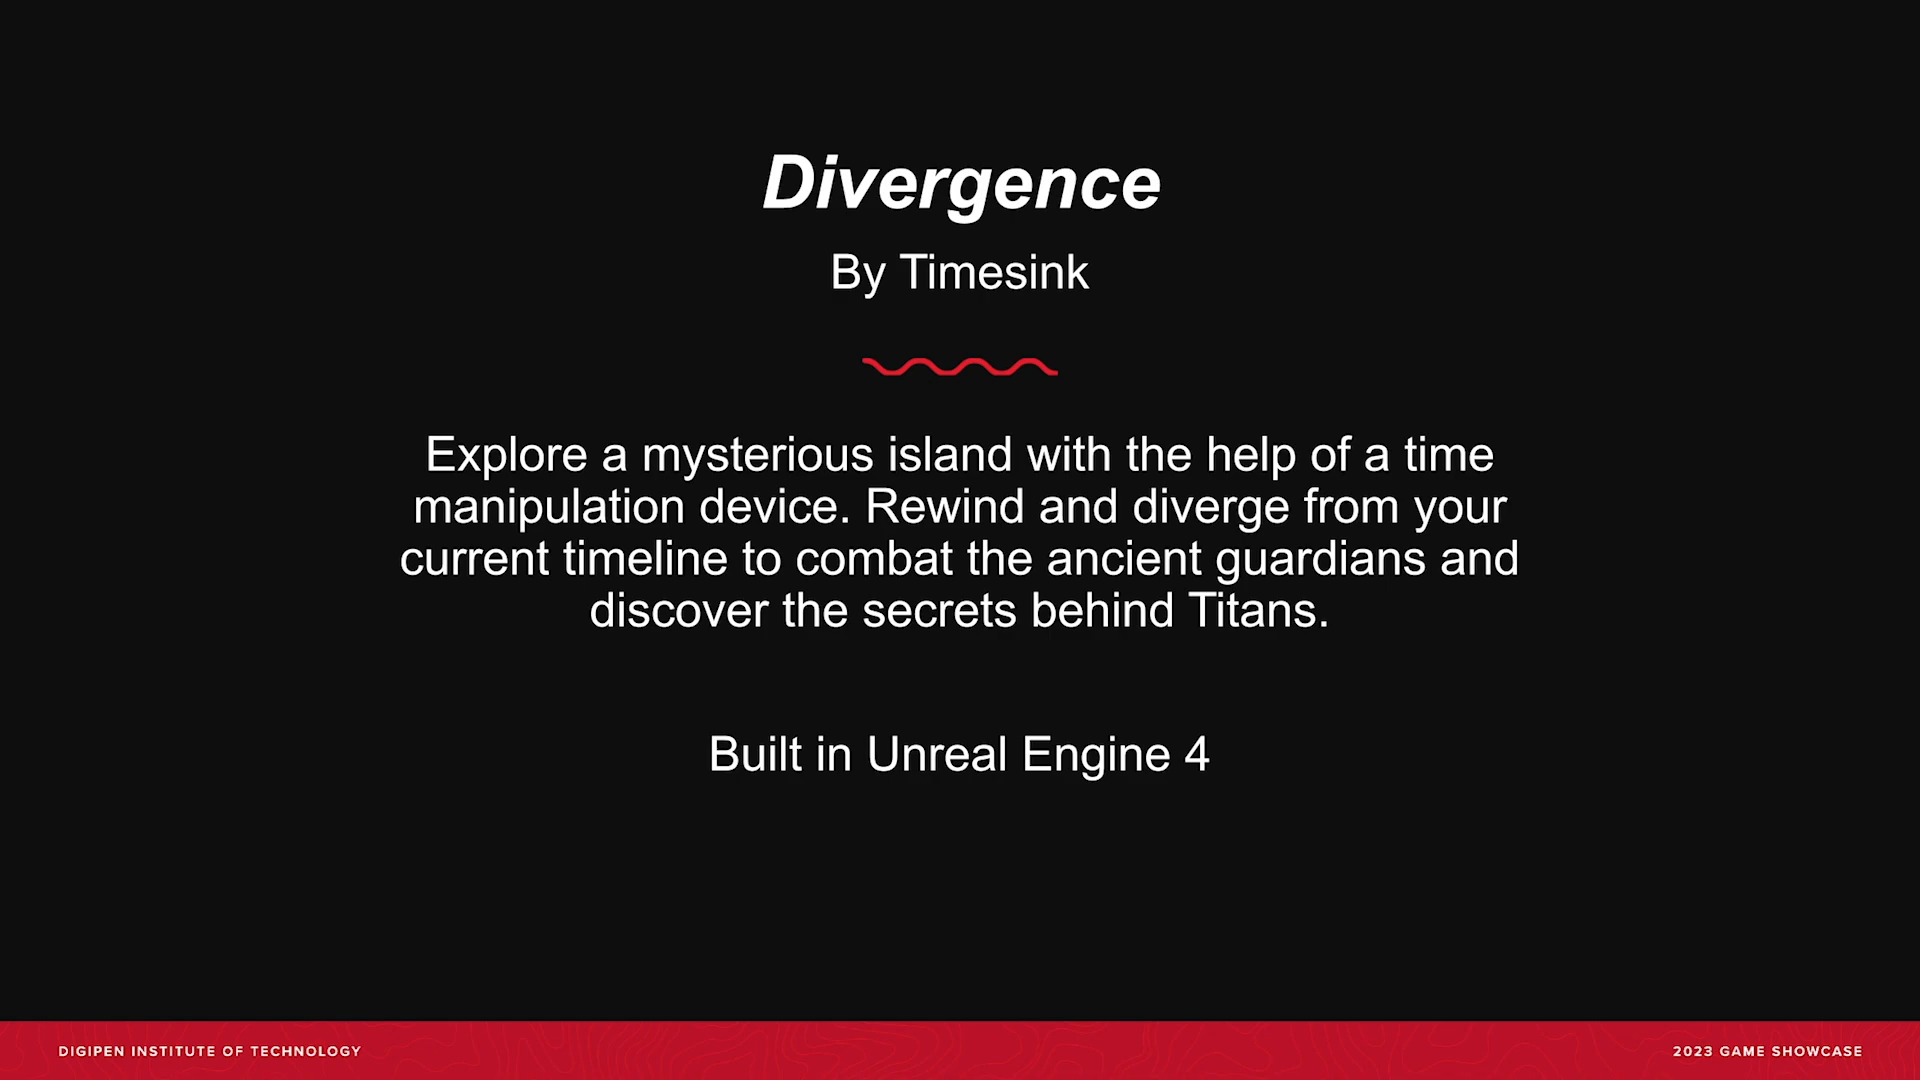 Divergence
By Timesink
Explore a mysterious island with the help of a time
manipulation device. Rewind and diverge from your
current timeline to combat the ancient guardians and
discover the secrets behind Titans.
Built in Unreal Engine 4
DIGIPEN INSTITUTE OF TECHNOLOGY
2023 GAME SHOWCASE